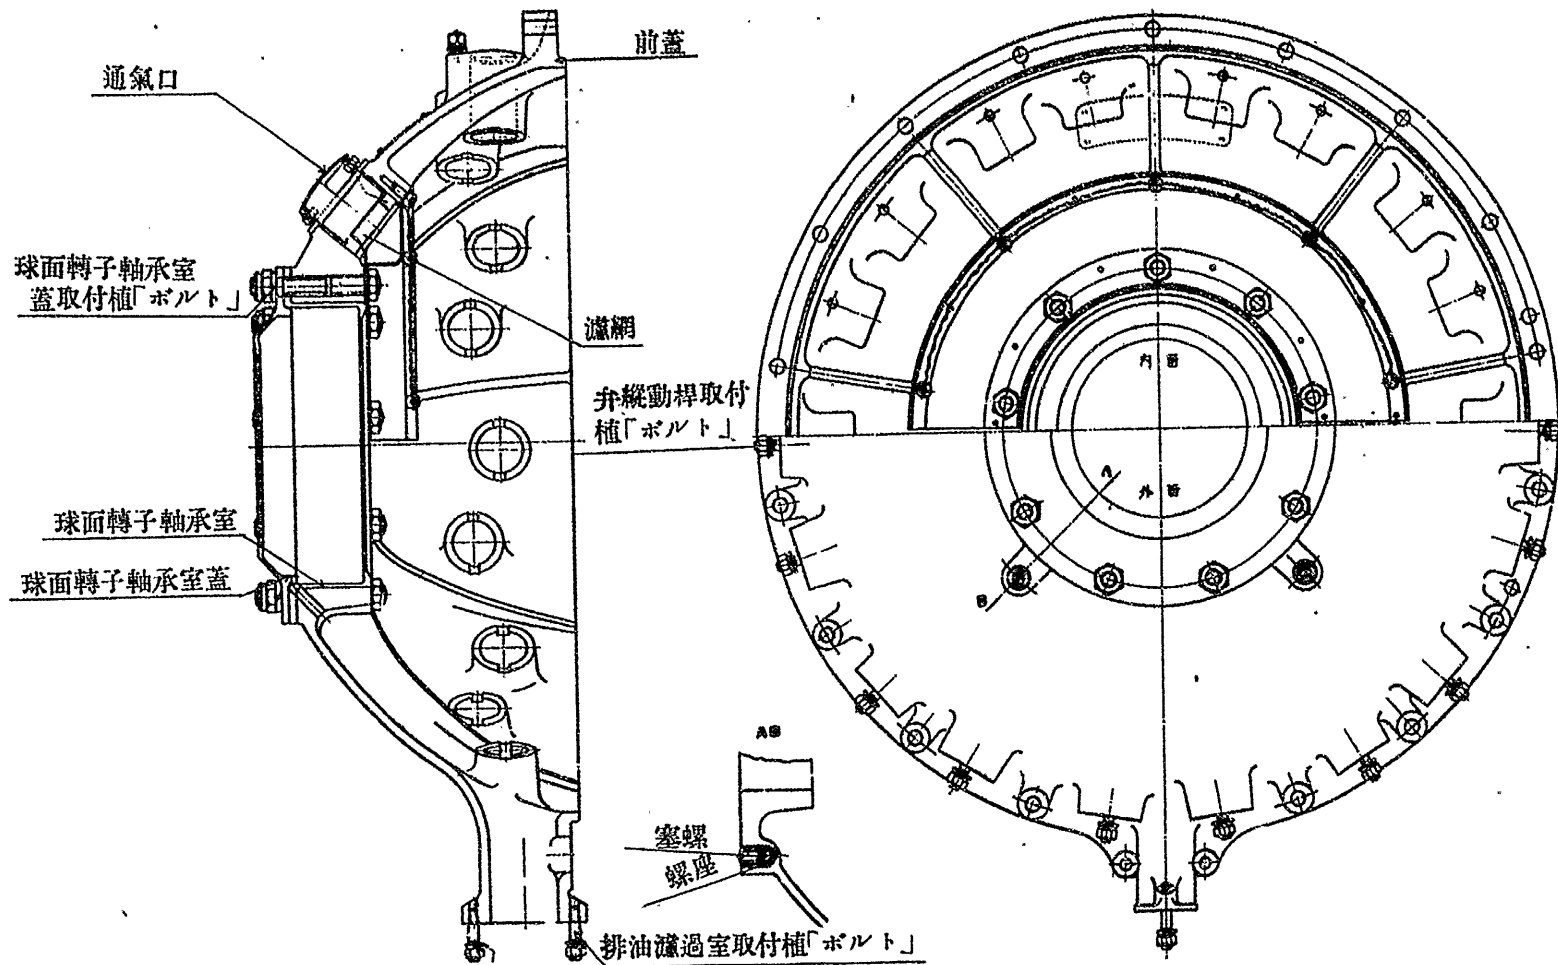 前蓋
通氣口
球面轉子軸承室
蓋取付植「ボルト」
濾網
弁縱動桿取付
植「ボルト」
球面轉子軸承室
球面轉子軸承室蓋
内面
外面
A
B
AB
塞螺
螺座
排油濾過室取付植「ボルト」